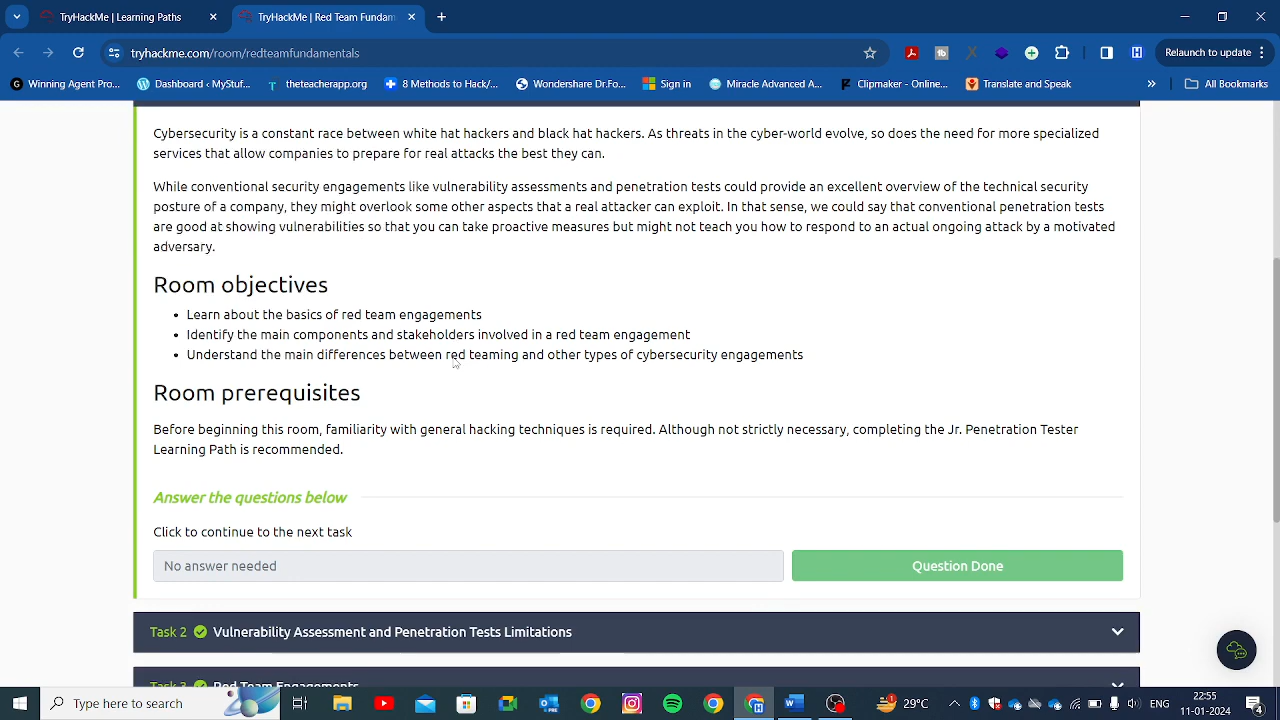 TryHackMe | Learning Paths
TryHackMe | Red Team Fundam
tryhackme.com/room/redteamfundamentals
Relaunch to update
Winning Agent Pro...
Dashboard ‹ MyStuf...
theteacherapp.org
8 Methods to Hack/...
Wondershare Dr.Fo...
Sign in
Miracle Advanced A...
Clipmaker - Online...
Translate and Speak
»
All Bookmarks
Cybersecurity is a constant race between white hat hackers and black hat hackers. As threats in the cyber-world evolve, so does the need for more specialized
services that allow companies to prepare for real attacks the best they can.
While conventional security engagements like vulnerability assessments and penetration tests could provide an excellent overview of the technical security
posture of a company, they might overlook some other aspects that a real attacker can exploit. In that sense, we could say that conventional penetration tests
are good at showing vulnerabilities so that you can take proactive measures but might not teach you how to respond to an actual ongoing attack by a motivated
adversary.
Room objectives
• Learn about the basics of red team engagements
• Identify the main components and stakeholders involved in a red team engagement
• Understand the main differences between red teaming and other types of cybersecurity engagements
Room prerequisites
Before beginning this room, familiarity with general hacking techniques is required. Although not strictly necessary, completing the Jr. Penetration Tester
Learning Path is recommended.
Answer the questions below
Click to continue to the next task
No answer needed
Question Done
Task 2 Vulnerability Assessment and Penetration Tests Limitations
Task 3 Red Team Engagements
Type here to search
29°C
ENG
22:55
11-01-2024